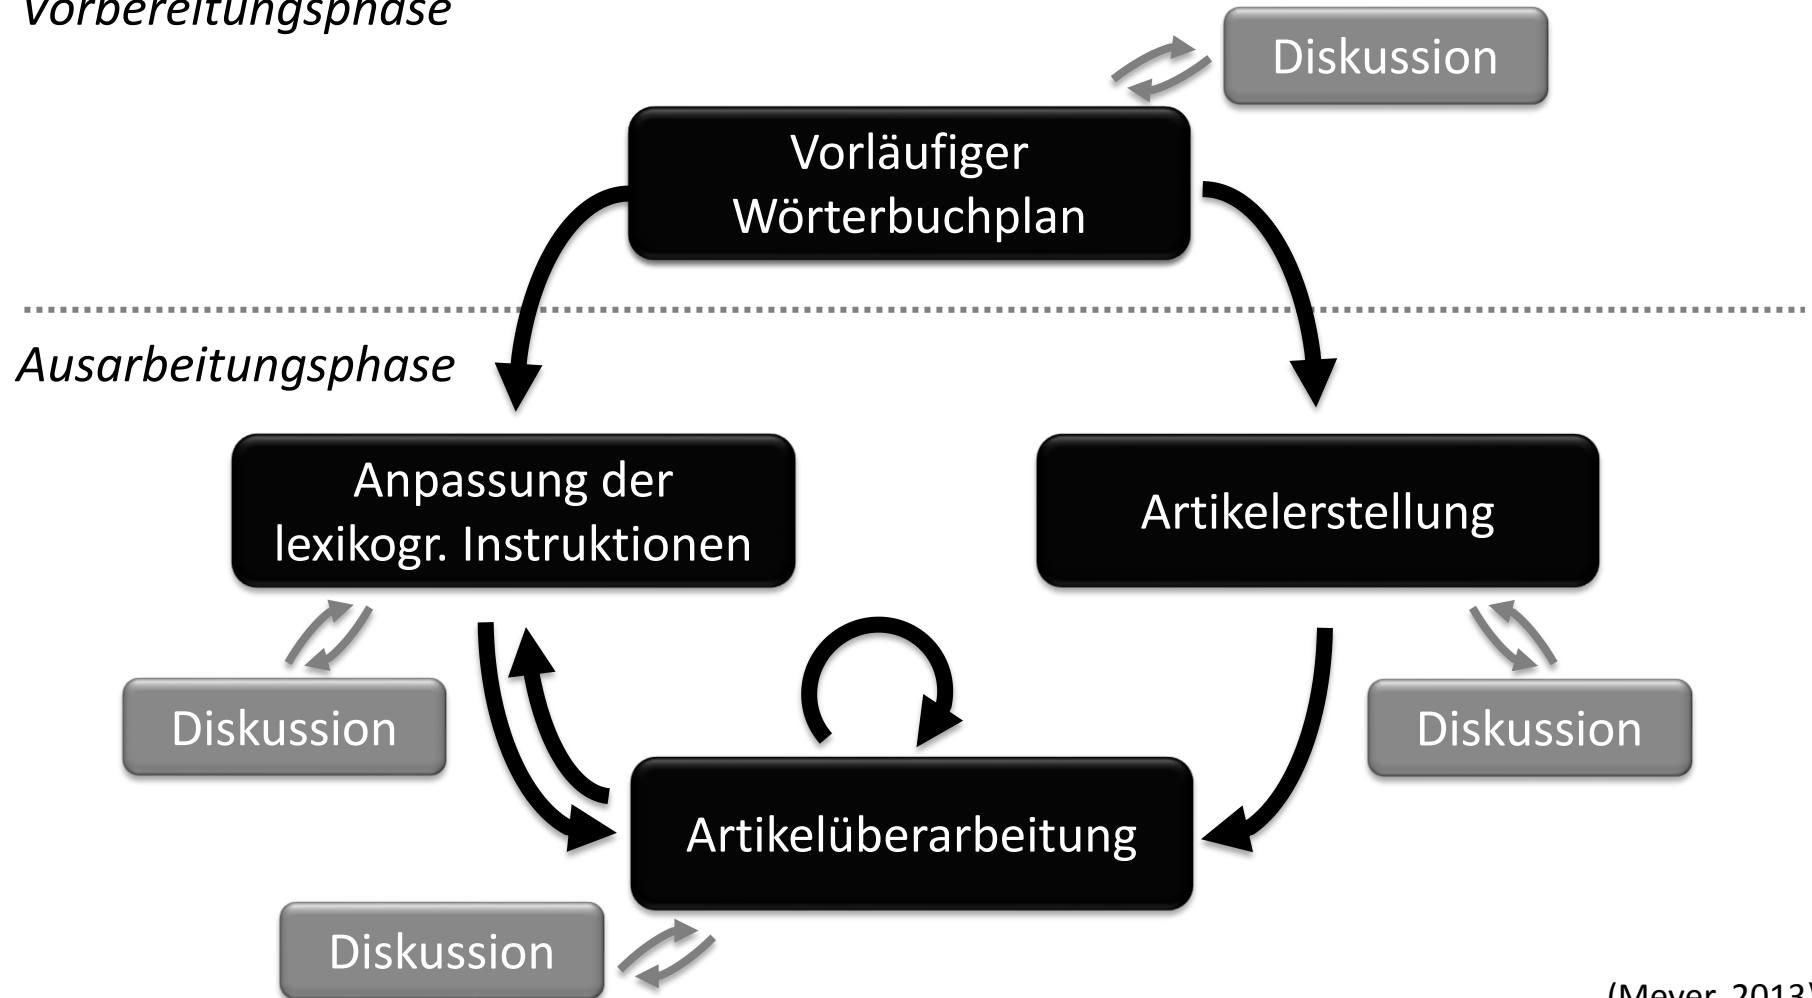 Vorbereitungsphase
Diskussion
Vorläufiger
Wörterbuchplan
Ausarbeitungsphase
Anpassung der
lexikogr. Instruktionen
Artikelerstellung
Diskussion
Diskussion
Artikelüberarbeitung
Diskussion
(Meyer, 2013)